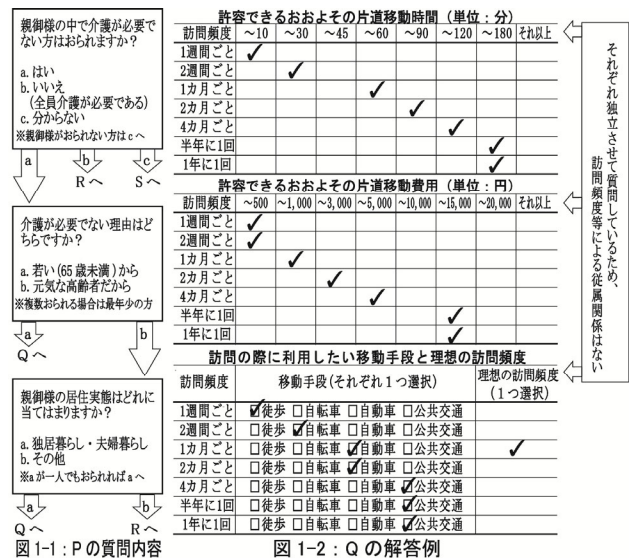 親御様の中で介護が必要で
ない方はおられますか？
a. はい
b. いいえ
(全員介護が必要である)
c. 分からない
※親御様がおられない方はcへ
a
b
c
Rへ
Sへ
介護が必要でない理由はど
ちらですか？
a. 若い(65歳未満)から
b. 元気な高齢者だから
※複数おられる場合は最年少の方
a
b
Qへ
親御様の居住実態はどれに
当てはまりますか？
a. 独居暮らし・夫婦暮らし
b. その他
※aが一人でもおられればaへ
a
b
Qへ
Rへ
図1-1：Pの質問内容
許容できるおおよその片道移動時間（単位：分）
訪問頻度 ～10 ～30 ～45 ～60 ～90 ～120 ～180 それ以上
1週間ごと
2週間ごと
1カ月ごと
2カ月ごと
4カ月ごと
半年に1回
1年に1回
許容できるおおよその片道移動費用（単位：円）
訪問頻度 ～500 ～1,000 ～3,000 ～5,000 ～10,000 ～15,000 ～20,000 それ以上
1週間ごと
2週間ごと
1カ月ごと
2カ月ごと
4カ月ごと
半年に1回
1年に1回
訪問の際に利用したい移動手段と理想の訪問頻度
訪問頻度 移動手段(それぞれ1つ選択) 理想の訪問頻度
(1つ選択)
1週間ごと 徒歩 □自転車 □自動車 □公共交通
2週間ごと □徒歩 自転車 □自動車 □公共交通
1カ月ごと □徒歩 □自転車 自動車 □公共交通
2カ月ごと □徒歩 □自転車 自動車 □公共交通
4カ月ごと □徒歩 □自転車 □自動車 公共交通
半年に1回 □徒歩 □自転車 □自動車 公共交通
1年に1回 □徒歩 □自転車 □自動車 公共交通
図1-2：Qの解答例
それぞれ独立させて質問しているため、
訪問頻度等による従属関係はない